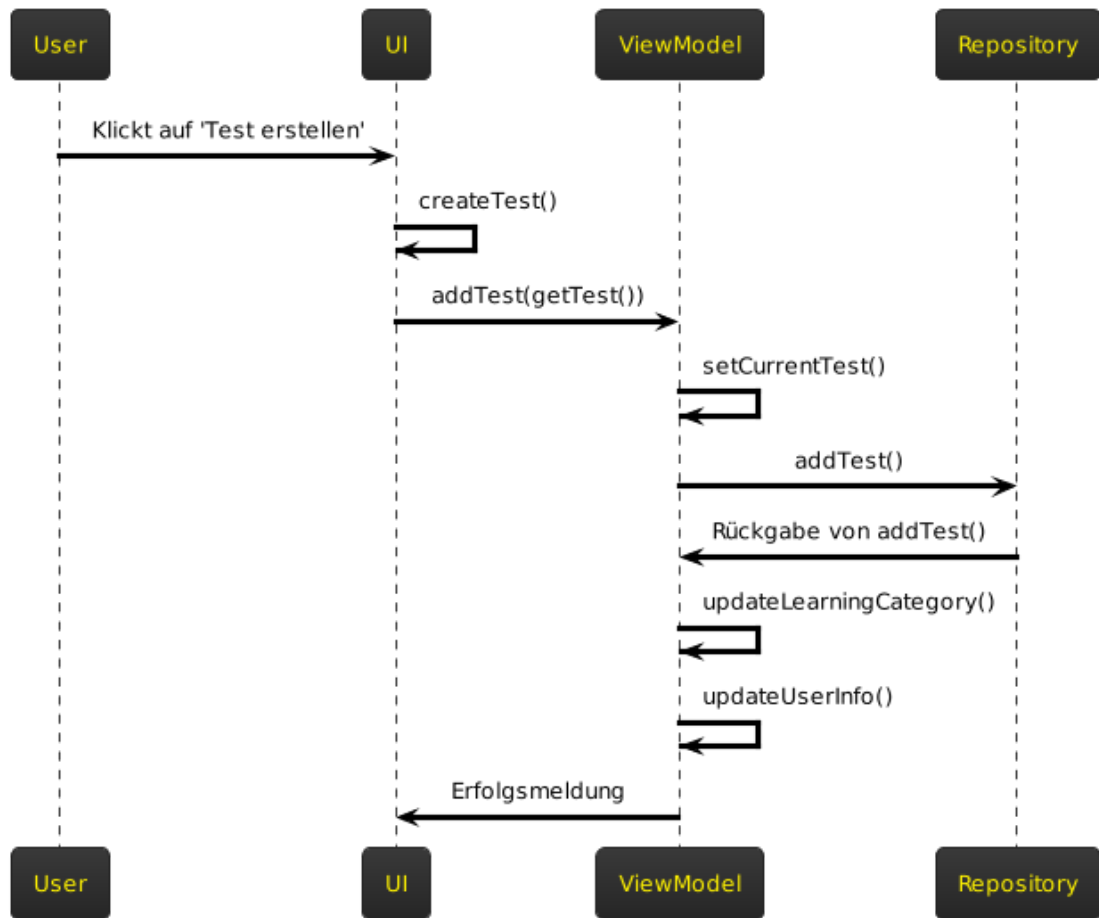 User
UI
ViewModel
Repository
Klickt auf 'Test erstellen'
createTest()
addTest(getTest())
setCurrentTest()
addTest()
Rückgabe von addTest()
updateLearningCategory()
updateUserInfo()
Erfolgsmeldung
User
UI
ViewModel
Repository